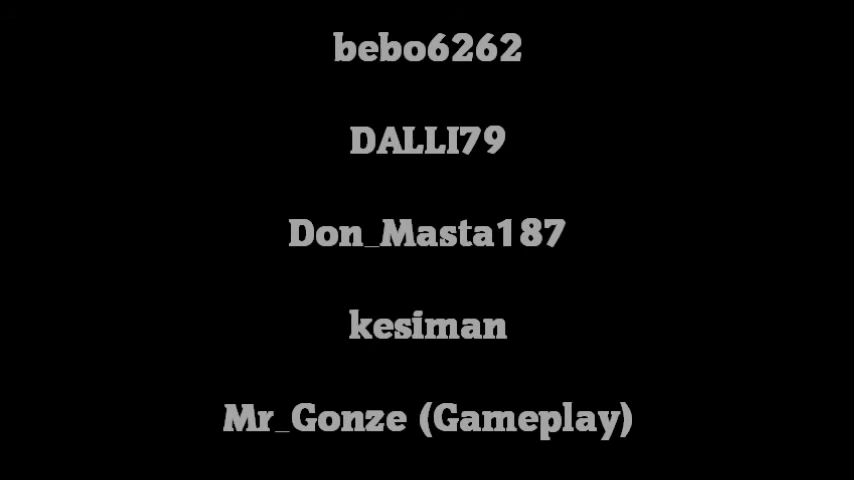 bebo6262
DALLI79
Don_Masta187
kesiman
Mr_Gonze (Gameplay)